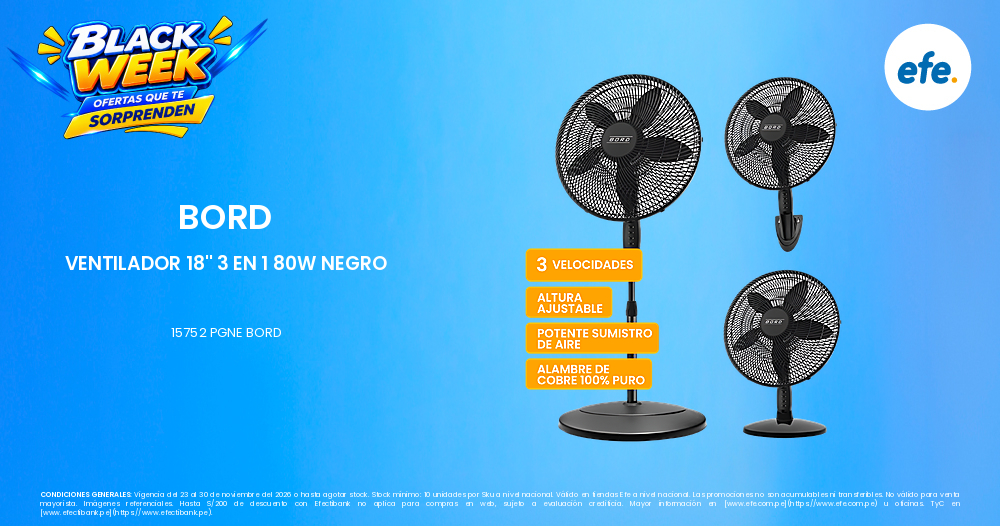 BLACK
WEEK
OFERTAS QUE TE
SORPRENDEN
efe.
BORD
VENTILADOR 18" 3 EN 1 80W NEGRO
15752 PGNE BORD
BORD
BORD
BORD
3 VELOCIDADES
ALTURA
AJUSTABLE
POTENTE SUMISTRO
DE AIRE
ALAMBRE DE
COBRE 100% PURO
CONDICIONES GENERALES: Vigencia del 23 al 30 de noviembre del 2026 o hasta agotar stock. Stock mínimo: 10 unidades por Sku a nivel nacional. Válido en tiendas Efe a nivel nacional. Las promociones no son acumulables ni transferibles. No válido para venta
mayorista. Imágenes referenciales. Hasta S/200 de descuento con Efectibank no aplica para compras en web, sujeto a evaluación crediticia. Mayor información en [www.efe.com.pe](https://www.efe.com.pe) u oficinas. TyC en
[www.efectibank.pe](https://www.efectibank.pe).